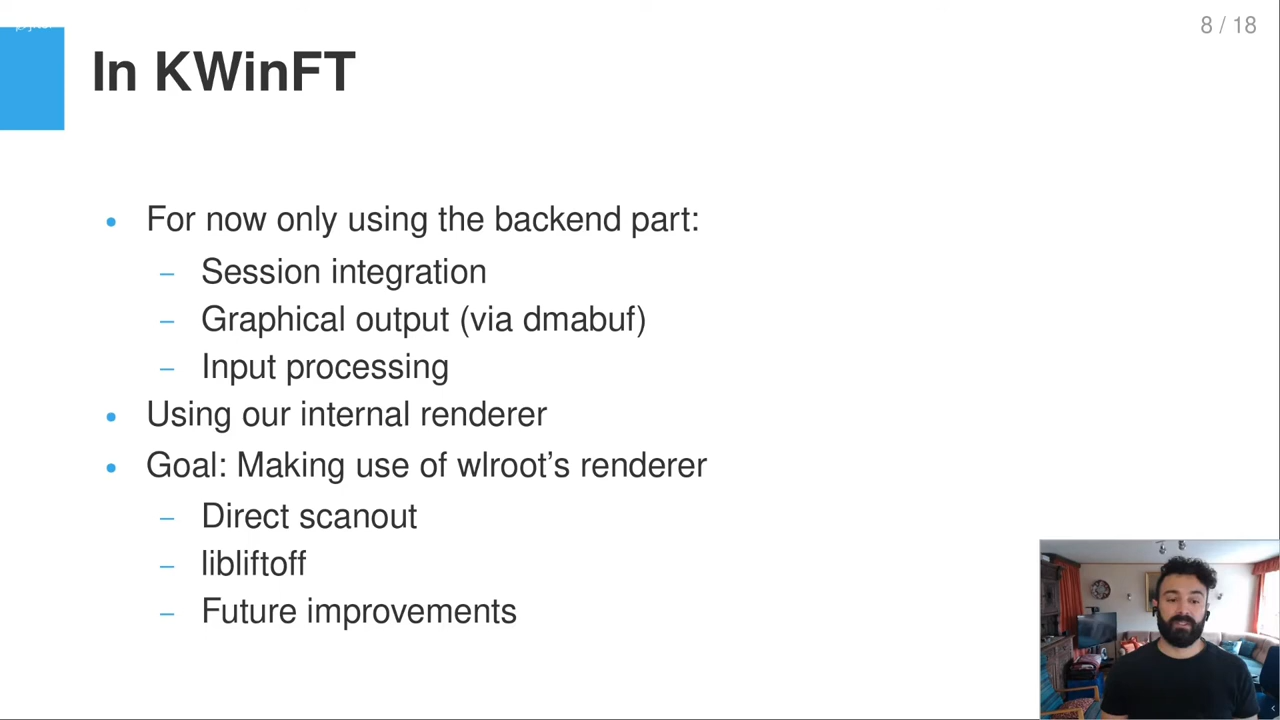 8 / 18
In KWinFT
• For now only using the backend part:
– Session integration
– Graphical output (via dmabuf)
– Input processing
• Using our internal renderer
• Goal: Making use of wlroot’s renderer
– Direct scanout
– libliftoff
– Future improvements